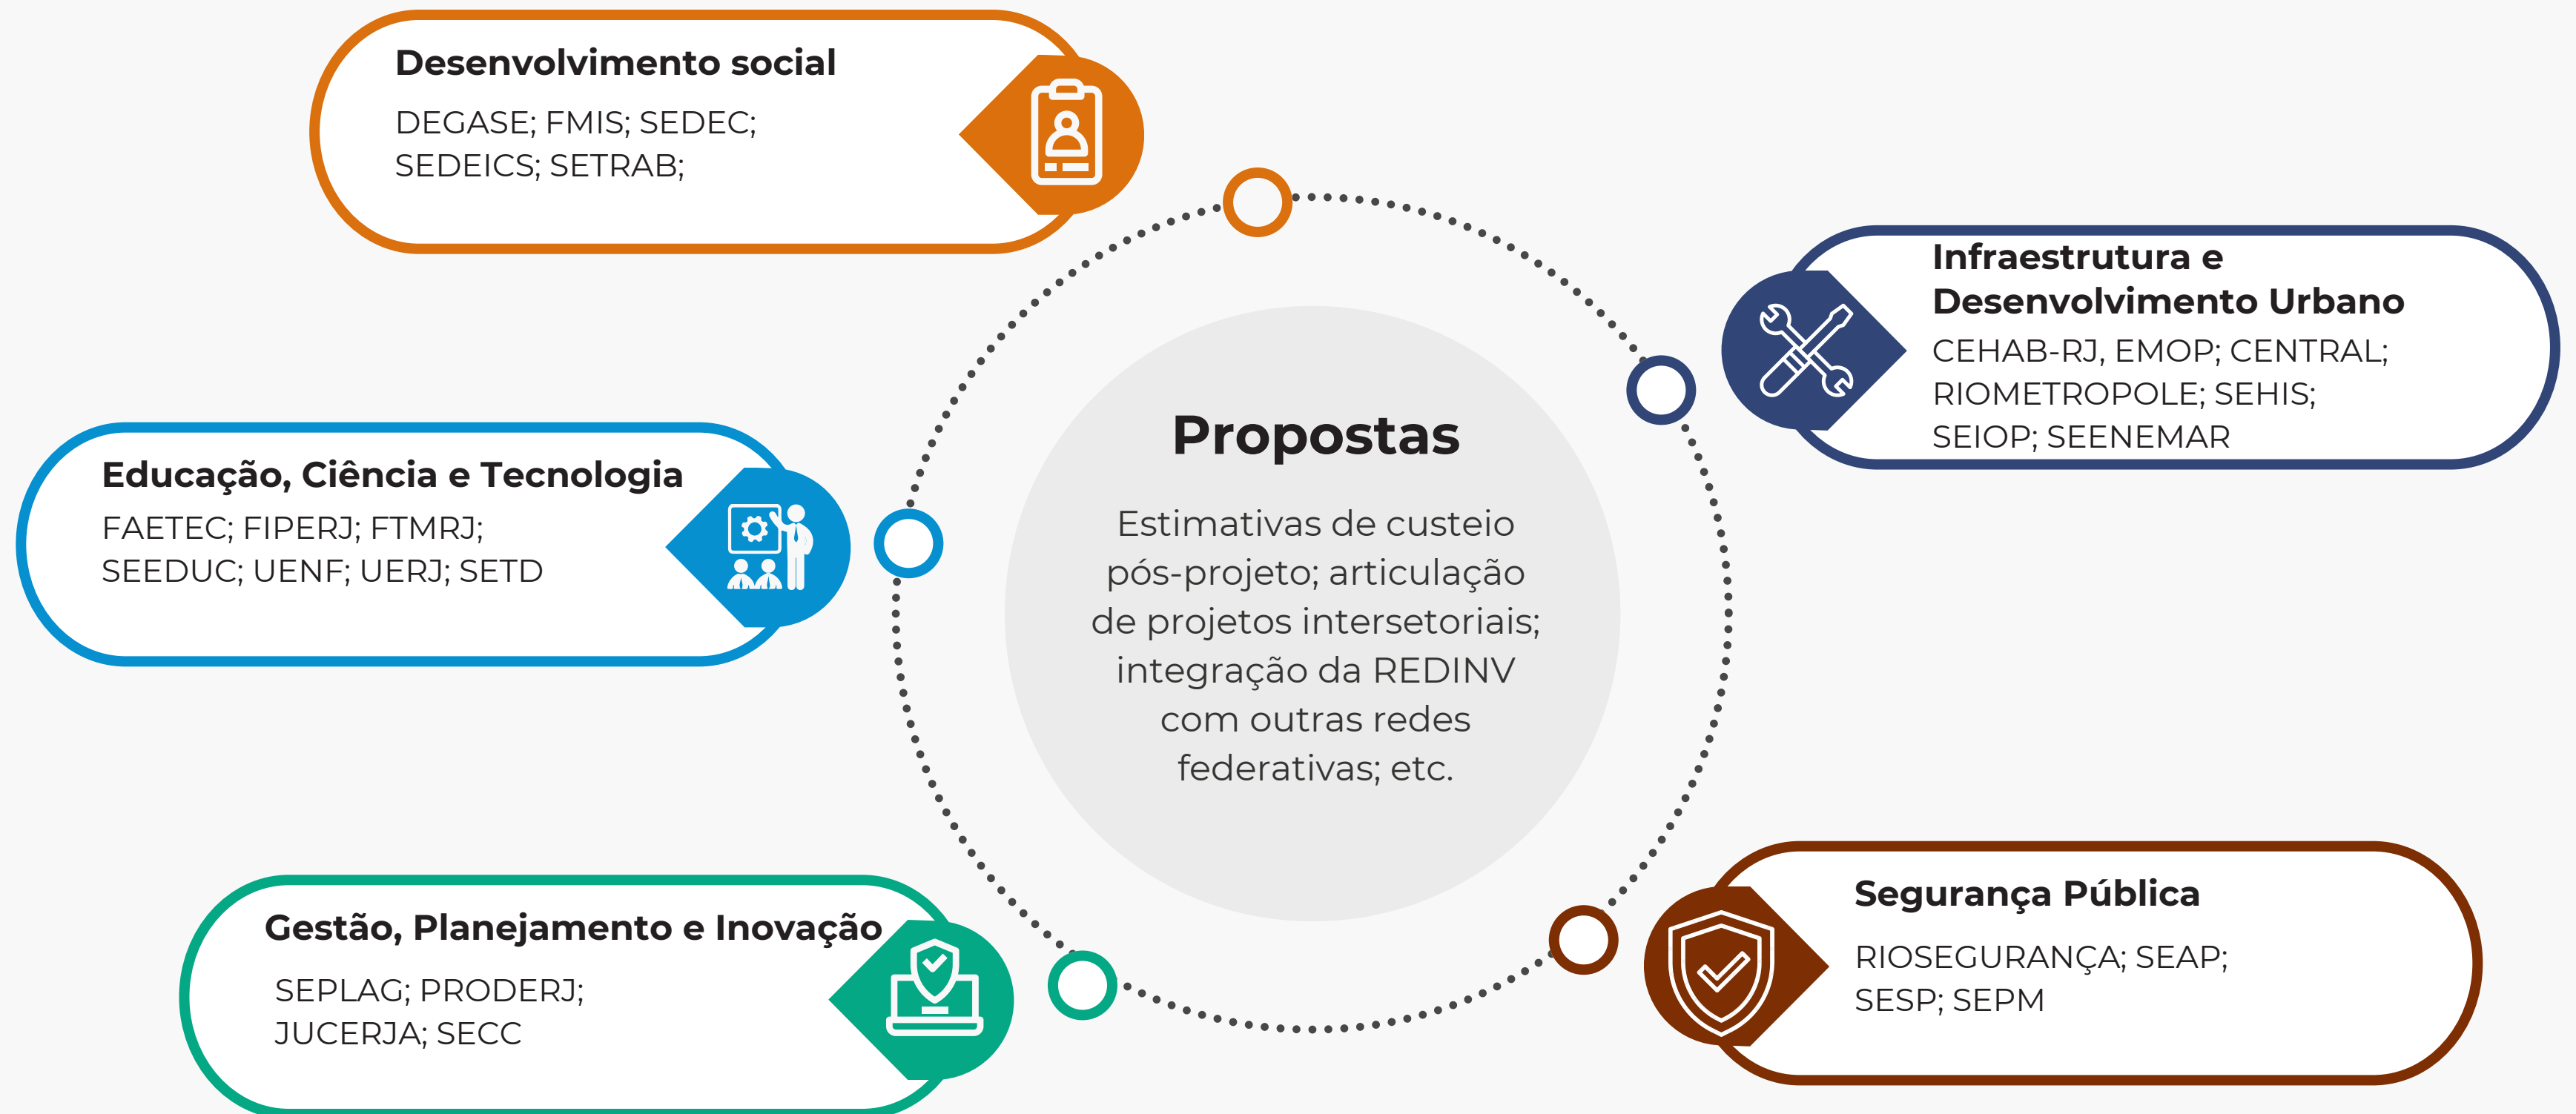 Desenvolvimento social
DEGASE; FMIS; SEDEC;
SEDEICS; SETRAB;
Infraestrutura e
Desenvolvimento Urbano
CEHAB-RJ, EMOP; CENTRAL;
RIOMETROPOLE; SEHIS;
SEIOP; SEENEMAR
Educação, Ciência e Tecnologia
FAETEC; FIPERJ; FTMRJ;
SEEDUC; UENF; UERJ; SETD
Propostas
Estimativas de custeio
pós-projeto; articulação
de projetos intersetoriais;
integração da REDINV
com outras redes
federativas; etc.
Gestão, Planejamento e Inovação
SEPLAG; PRODERJ;
JUCERJA; SECC
Segurança Pública
RIOSEGURANÇA; SEAP;
SESP; SEPM